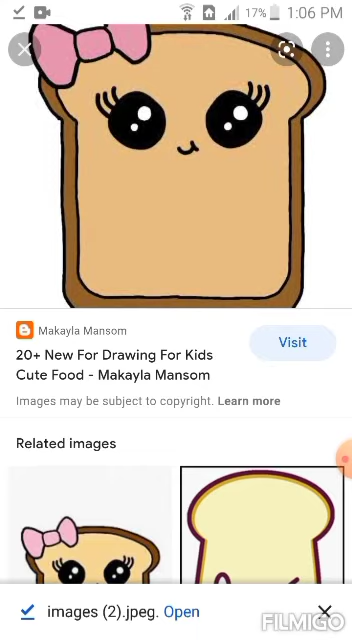 17% 1:06 PM
Makayla Mansom
Visit
20+ New For Drawing For Kids
Cute Food - Makayla Mansom
Images may be subject to copyright. Learn more
Related images
images (2).jpeg. Open
FILMIGO